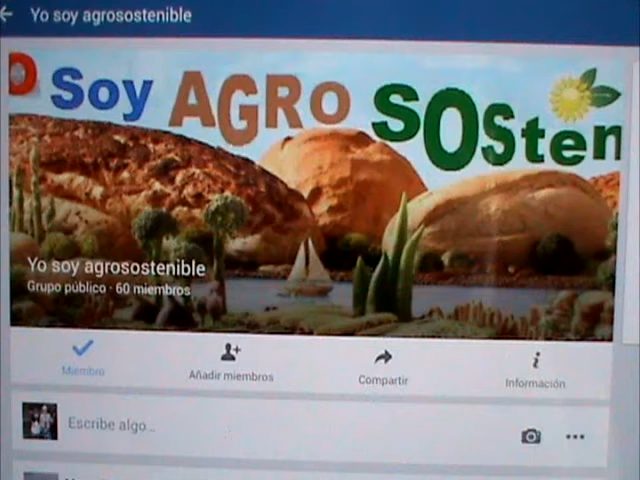 Yo soy agrosostenible
O Soy AGRO SOSten
Yo soy agrosostenible
Grupo público · 60 miembros
Miembro
Añadir miembros
Compartir
Información
Escribe algo...